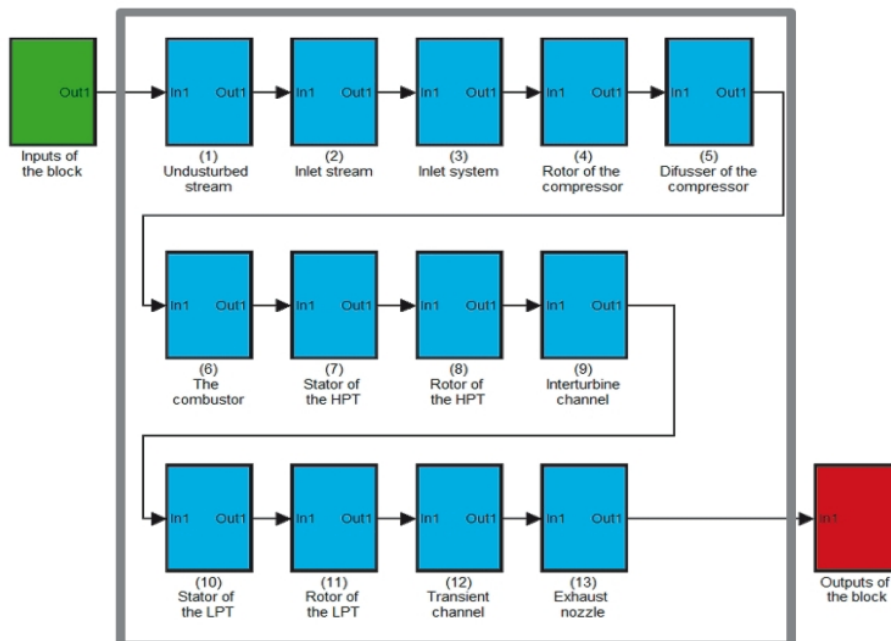 Out1
In1 Out1
In1 Out1
In1 Out1
In1 Out1
In1 Out1
Inputs of
the block
(1)
Undusturbed
stream
(2)
Inlet stream
(3)
Inlet system
(4)
Rotor of the
compressor
(5)
Difusser of the
compressor
In1 Out1
In1 Out1
In1 Out1
In1 Out1
(6)
The
combustor
(7)
Stator of
the HPT
(8)
Rotor of
the HPT
(9)
Interturbine
channel
In1 Out1
In1 Out1
In1 Out1
In1 Out1
In1
(10)
Stator of
the LPT
(11)
Rotor of
the LPT
(12)
Transient
channel
(13)
Exhaust
nozzle
Outputs of
the block